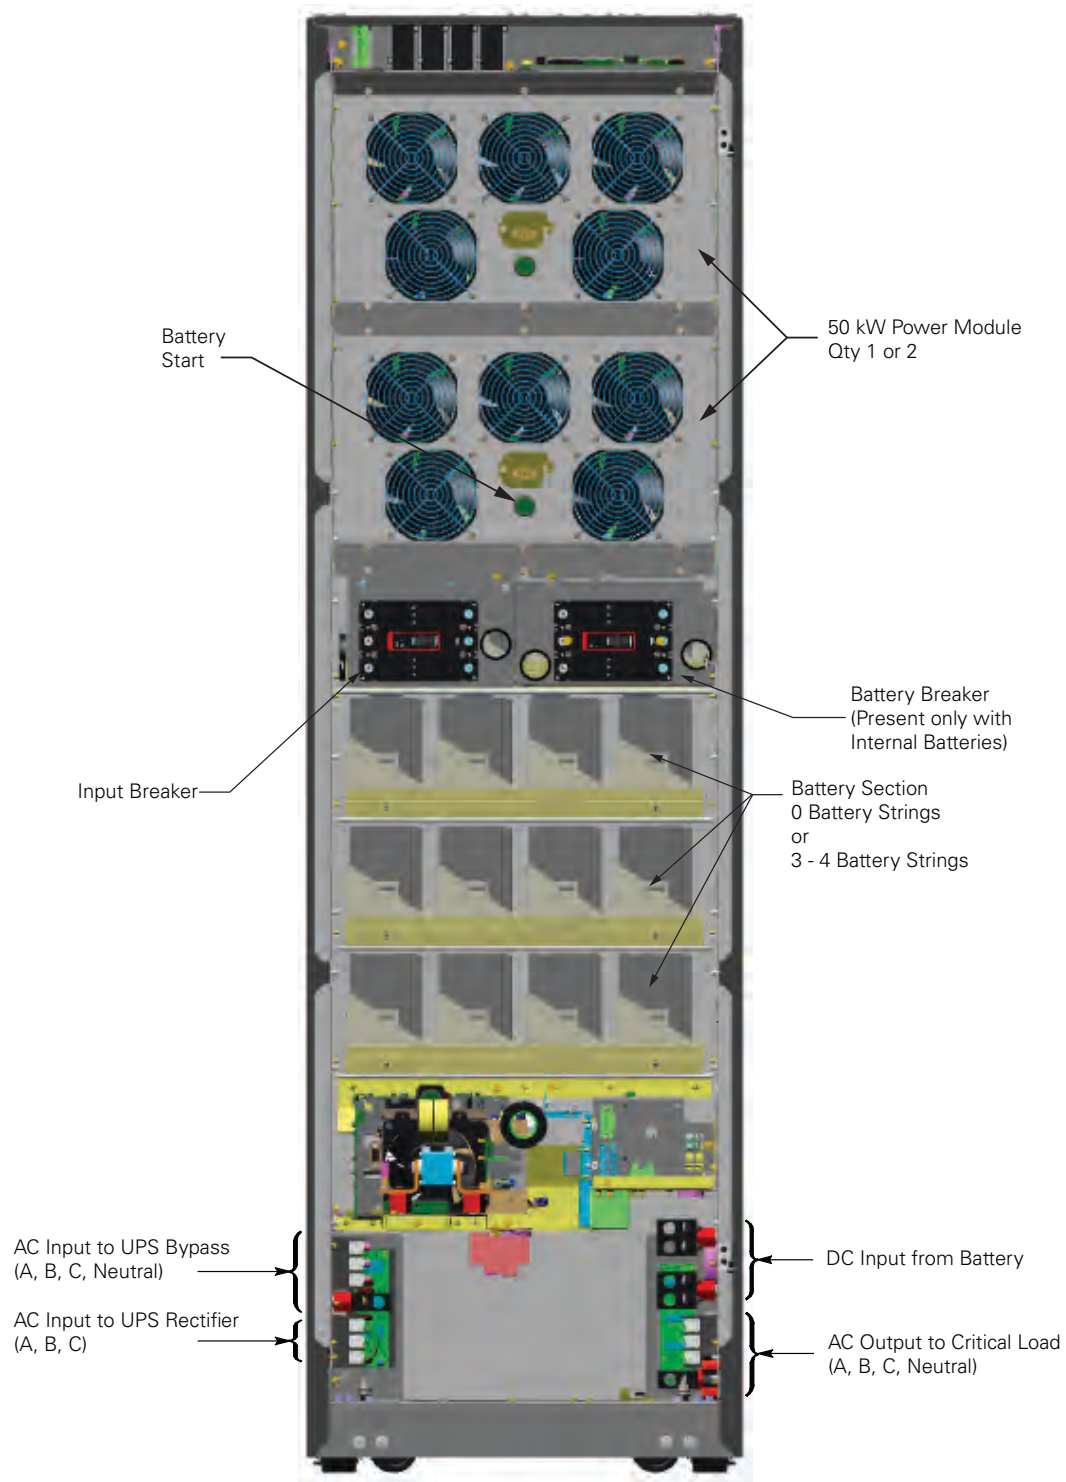 Battery
Start
50 kW Power Module
Qty 1 or 2
Battery Breaker
(Present only with
Internal Batteries)
Input Breaker
Battery Section
0 Battery Strings
or
3 - 4 Battery Strings
AC Input to UPS Bypass
(A, B, C, Neutral)
DC Input from Battery
AC Input to UPS Rectifier
(A, B, C)
AC Output to Critical Load
(A, B, C, Neutral)